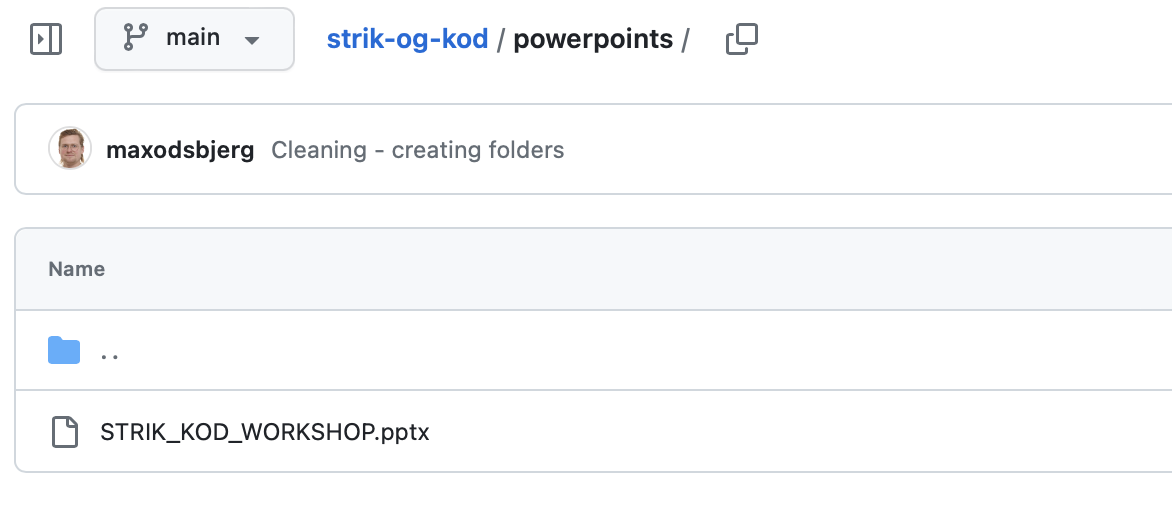 main strik-og-kod / powerpoints /
maxodsbjerg Cleaning - creating folders
Name
..
STRIK_KOD_WORKSHOP.pptx